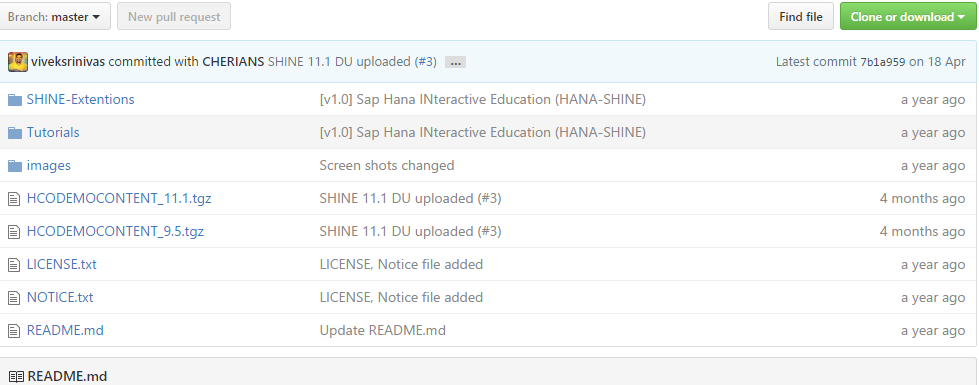 Branch: master New pull request Find file Clone or download
viveksrinivas committed with CHERIANS SHINE 11.1 DU uploaded (#3) ... Latest commit 7b1a959 on 18 Apr
SHINE-Extentions [v1.0] Sap Hana INteractive Education (HANA-SHINE) a year ago
Tutorials [v1.0] Sap Hana INteractive Education (HANA-SHINE) a year ago
images Screen shots changed a year ago
HCODEMOCONTENT_11.1.tgz SHINE 11.1 DU uploaded (#3) 4 months ago
HCODEMOCONTENT_9.5.tgz SHINE 11.1 DU uploaded (#3) 4 months ago
LICENSE.txt LICENSE, Notice file added a year ago
NOTICE.txt LICENSE, Notice file added a year ago
README.md Update README.md a year ago
README.md